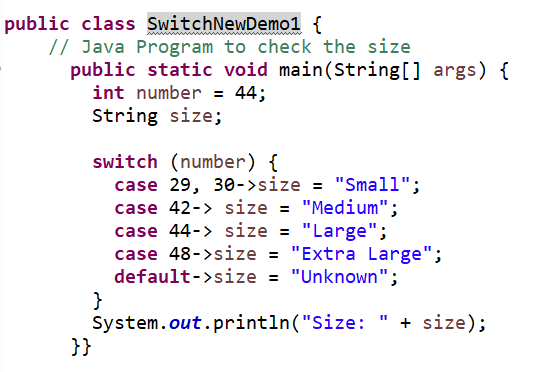 public class SwitchNewDemo1 {
// Java Program to check the size
public static void main(String[] args) {
int number = 44;
String size;
switch (number) {
case 29, 30->size = "Small";
case 42-> size = "Medium";
case 44-> size = "Large";
case 48->size = "Extra Large";
default->size = "Unknown";
}
System.out.println("Size: " + size);
}}